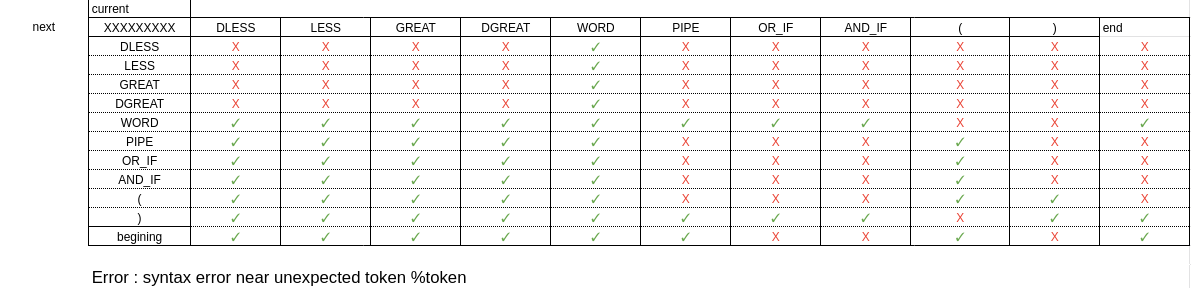 current
next XXXXXXXXX DLESS LESS GREAT DGREAT WORD PIPE OR_IF AND_IF ( ) end
DLESS X X X X ✓ X X X X X X
LESS X X X X ✓ X X X X X X
GREAT X X X X ✓ X X X X X X
DGREAT X X X X ✓ X X X X X X
WORD ✓ ✓ ✓ ✓ ✓ ✓ ✓ ✓ X X ✓
PIPE ✓ ✓ ✓ ✓ ✓ X X X ✓ X X
OR_IF ✓ ✓ ✓ ✓ ✓ X X X ✓ X X
AND_IF ✓ ✓ ✓ ✓ ✓ X X X ✓ X X
( ✓ ✓ ✓ ✓ ✓ X X X ✓ ✓ X
) ✓ ✓ ✓ ✓ ✓ ✓ ✓ ✓ X ✓ ✓
begining ✓ ✓ ✓ ✓ ✓ ✓ X X ✓ X ✓
Error : syntax error near unexpected token %token